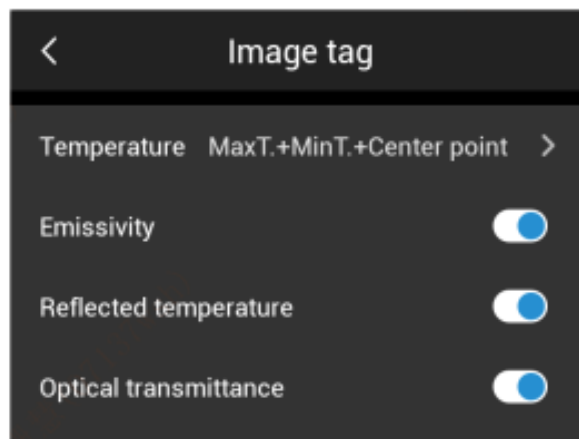 Image tag
Temperature MaxT.+MinT.+Center point
Emissivity
Reflected temperature
Optical transmittance